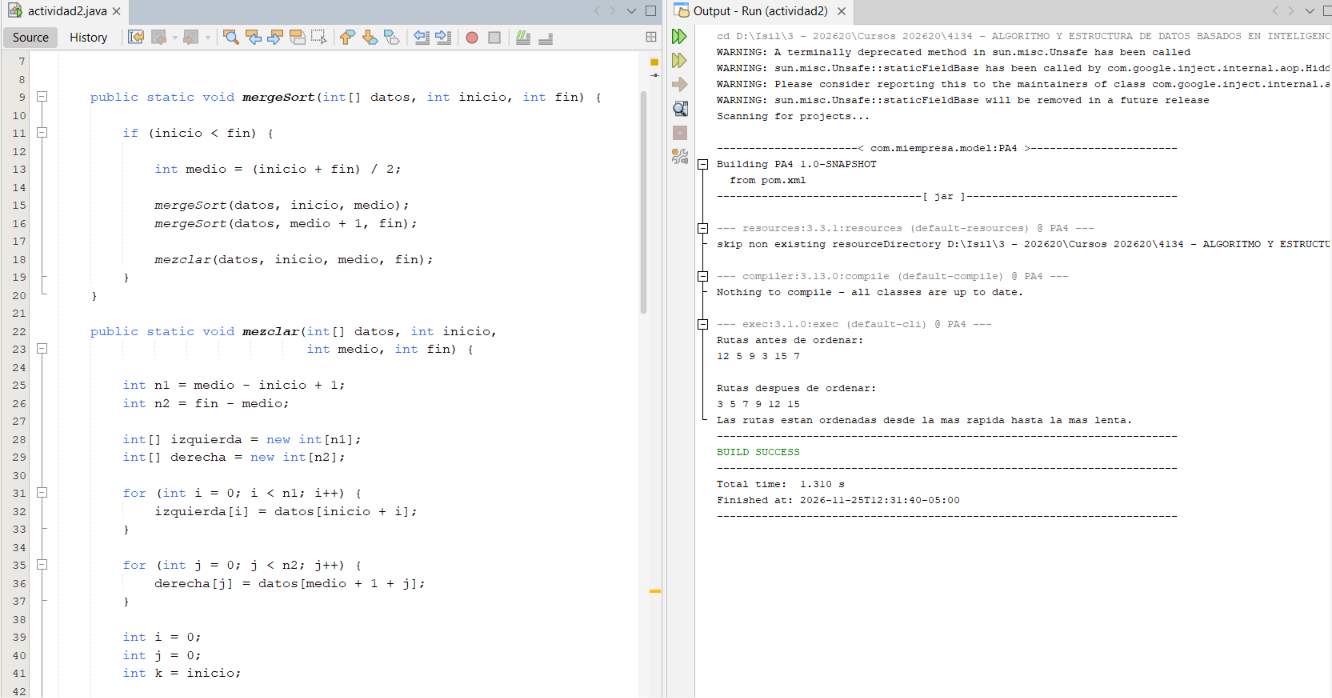 actividad2.java
Source History
7
8
9 public static void mergeSort(int[] datos, int inicio, int fin) {
10
11 if (inicio < fin) {
12
13 int medio = (inicio + fin) / 2;
14
15 mergeSort(datos, inicio, medio);
16 mergeSort(datos, medio + 1, fin);
17
18 mezclar(datos, inicio, medio, fin);
19 }
20 }
21
22 public static void mezclar(int[] datos, int inicio,
23 int medio, int fin) {
24
25 int n1 = medio - inicio + 1;
26 int n2 = fin - medio;
27
28 int[] izquierda = new int[n1];
29 int[] derecha = new int[n2];
30
31 for (int i = 0; i < n1; i++) {
32 izquierda[i] = datos[inicio + i];
33 }
34
35 for (int j = 0; j < n2; j++) {
36 derecha[j] = datos[medio + 1 + j];
37 }
38
39 int i = 0;
40 int j = 0;
41 int k = inicio;
42
Output - Run (actividad2)
cd D:\Isil\3 - 202620\Cursos 202620\4134 - ALGORITMO Y ESTRUCTURA DE DATOS BASADOS EN INTELIGENC
WARNING: A terminally deprecated method in sun.misc.Unsafe has been called
WARNING: sun.misc.Unsafe::staticFieldBase has been called by com.google.inject.internal.aop.Hidd
WARNING: Please consider reporting this to the maintainers of class com.google.inject.internal.a
WARNING: sun.misc.Unsafe::staticFieldBase will be removed in a future release
Scanning for projects...
----------------------< com.miempresa.model:PA4 >-----------------------
Building PA4 1.0-SNAPSHOT
from pom.xml
--------------------------------[ jar ]---------------------------------
--- resources:3.3.1:resources (default-resources) @ PA4 ---
skip non existing resourceDirectory D:\Isil\3 - 202620\Cursos 202620\4134 - ALGORITMO Y ESTRUCTU
--- compiler:3.13.0:compile (default-compile) @ PA4 ---
Nothing to compile - all classes are up to date.
--- exec:3.1.0:exec (default-cli) @ PA4 ---
Rutas antes de ordenar:
12 5 9 3 15 7
Rutas despues de ordenar:
3 5 7 9 12 15
Las rutas estan ordenadas desde la mas rapida hasta la mas lenta.
------------------------------------------------------------------------
BUILD SUCCESS
------------------------------------------------------------------------
Total time: 1.310 s
Finished at: 2026-11-25T12:31:40-05:00
------------------------------------------------------------------------